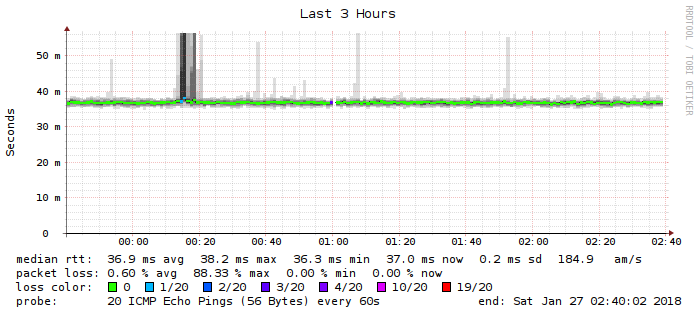 Last 3 Hours
RRDTOOL / TOBI OETIKER
Seconds
50 m
40 m
30 m
20 m
10 m
0
00:00 00:20 00:40 01:00 01:20 01:40 02:00 02:20 02:40
median rtt: 36.9 ms avg 38.2 ms max 36.3 ms min 37.0 ms now 0.2 ms sd 184.9 am/s
packet loss: 0.60 % avg 88.33 % max 0.00 % min 0.00 % now
loss color: 0 1/20 2/20 3/20 4/20 10/20 19/20
probe: 20 ICMP Echo Pings (56 Bytes) every 60s end: Sat Jan 27 02:40:02 2018